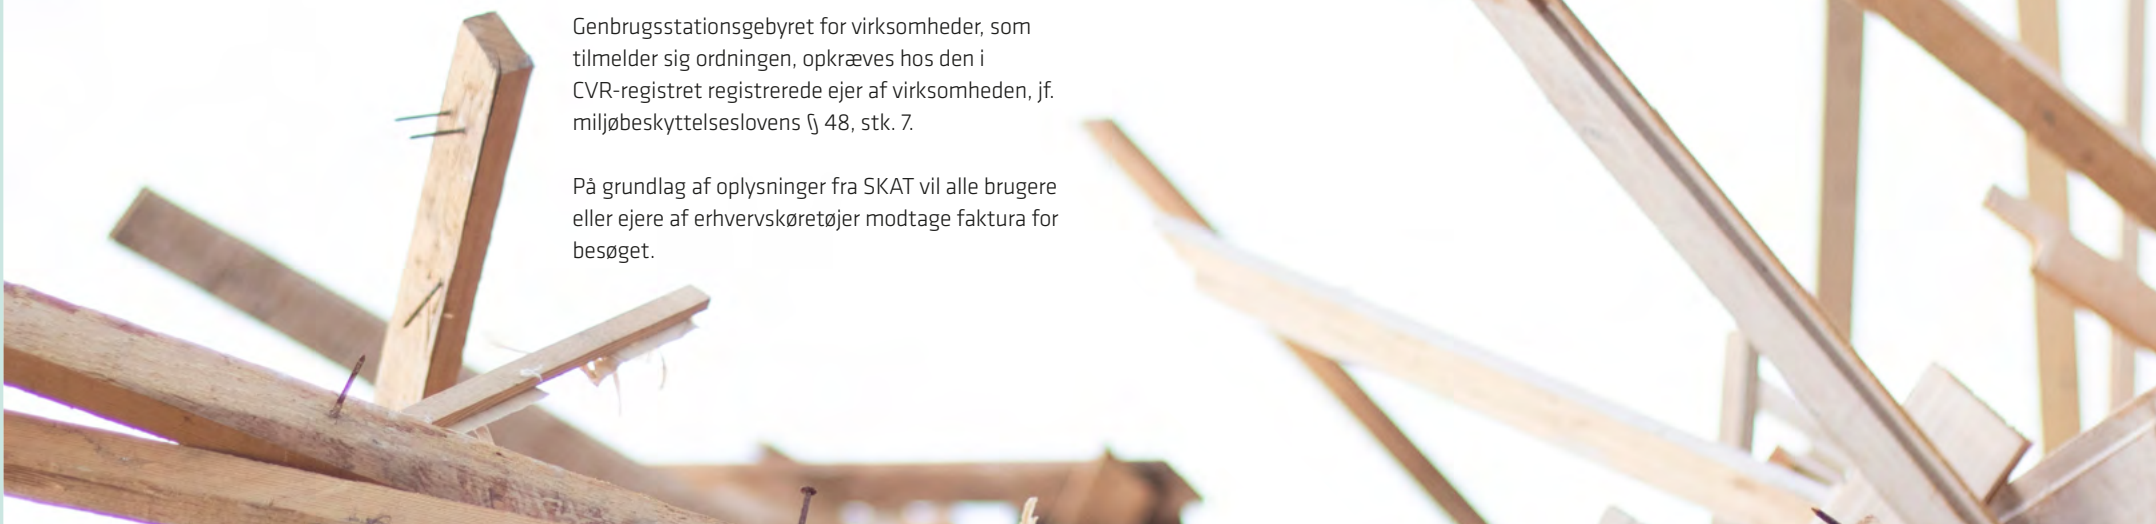 Genbrugsstationsgebyret for virksomheder, som
tilmelder sig ordningen, opkræves hos den i
CVR-registret registrerede ejer af virksomheden, jf.
miljøbeskyttelseslovens § 48, stk. 7.
På grundlag af oplysninger fra SKAT vil alle brugere
eller ejere af erhvervskøretøjer modtage faktura for
besøget.